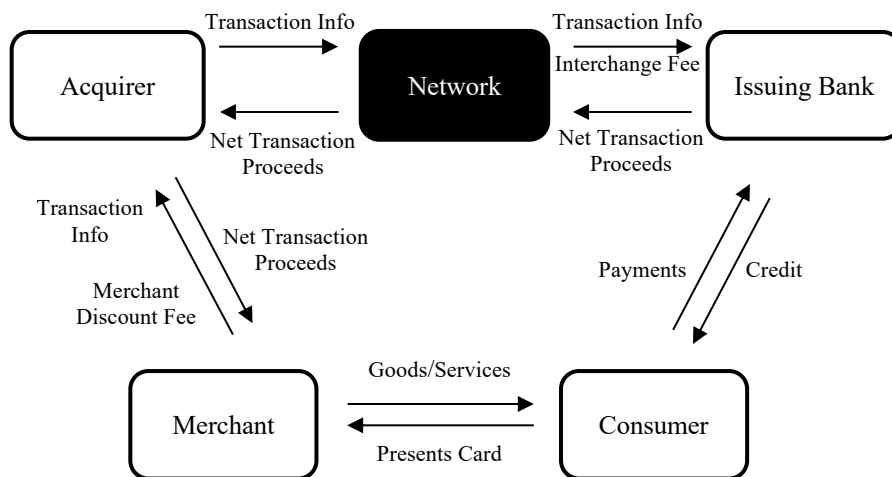 Transaction Info
Transaction Info
Acquirer
Network
Interchange Fee
Issuing Bank
Net Transaction
Proceeds
Net Transaction
Proceeds
Transaction
Info
Net Transaction
Proceeds
Merchant
Discount Fee
Payments
Credit
Goods/Services
Merchant
Consumer
Presents Card